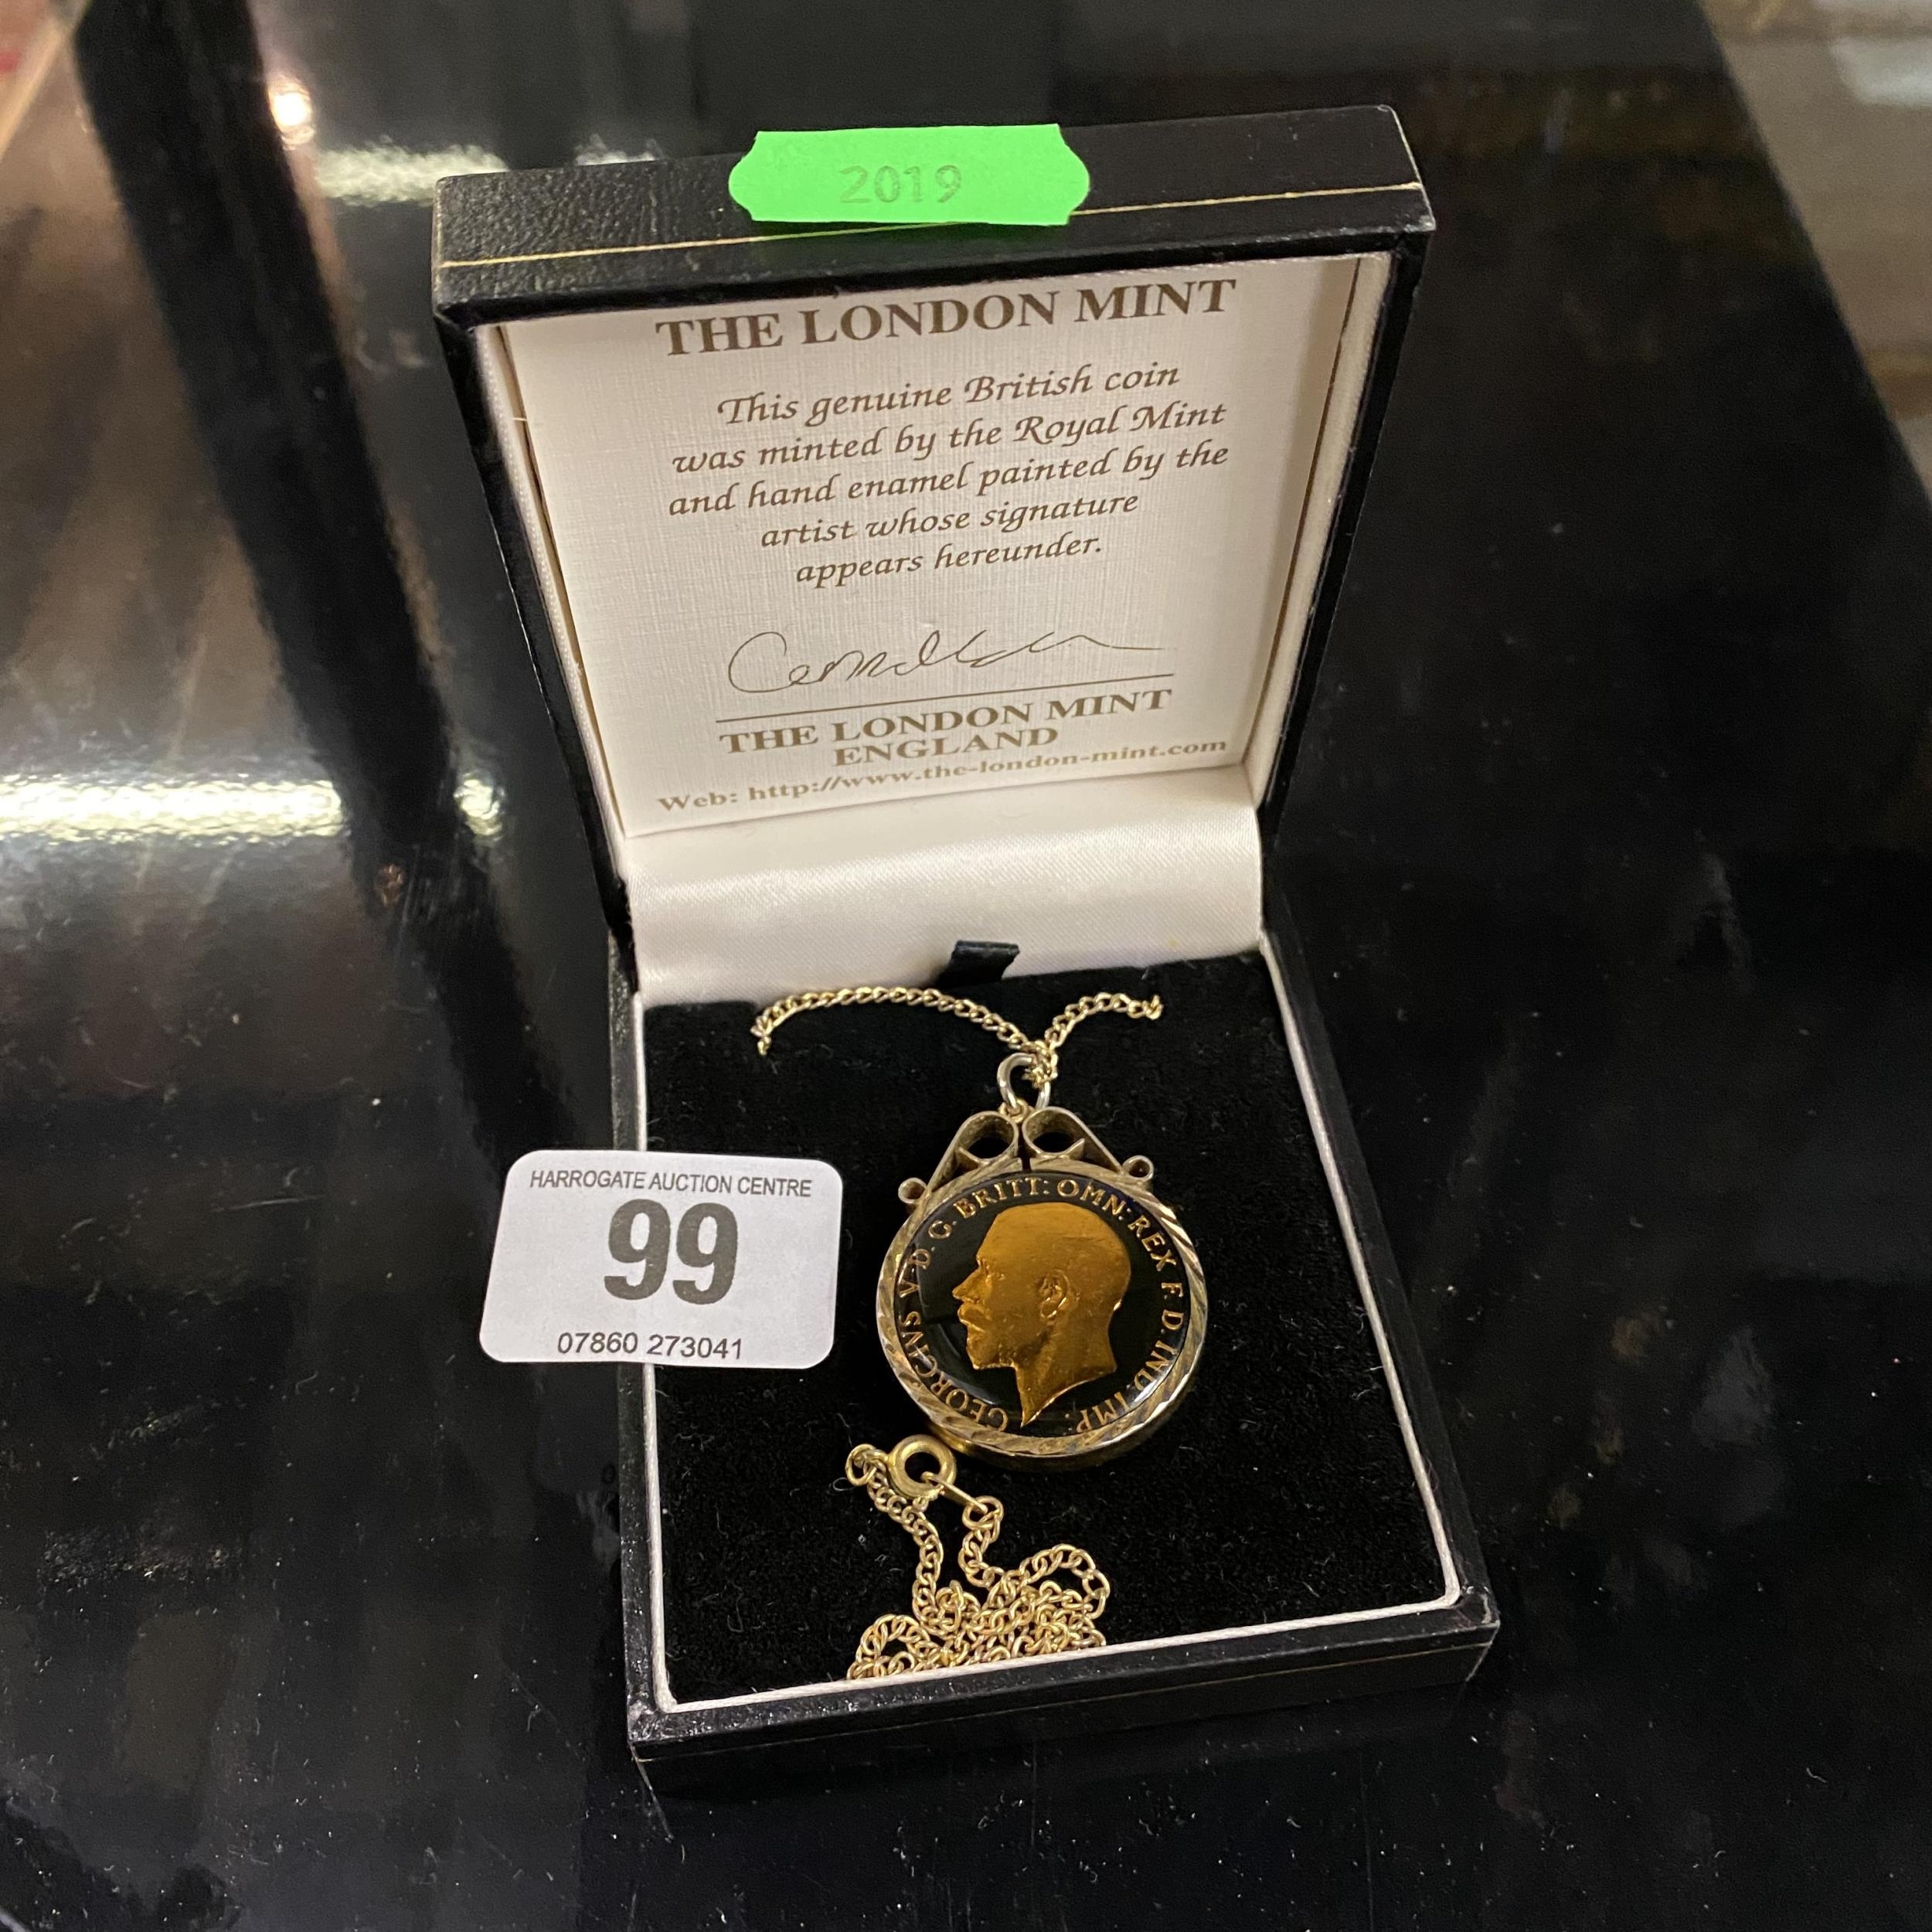 2019
THE LONDON MINT
This genuine British coin
was minted by the Royal Mint
and hand enamel painted by the
artist whose signature
appears hereunder.
THE LONDON MINT
ENGLAND
Web: http://www.the-london-mint.com
HARROGATE AUCTION CENTRE
99
07860 273041
GEORGIVS V D. G. BRITT: OMN: REX F D. IND: IMP: